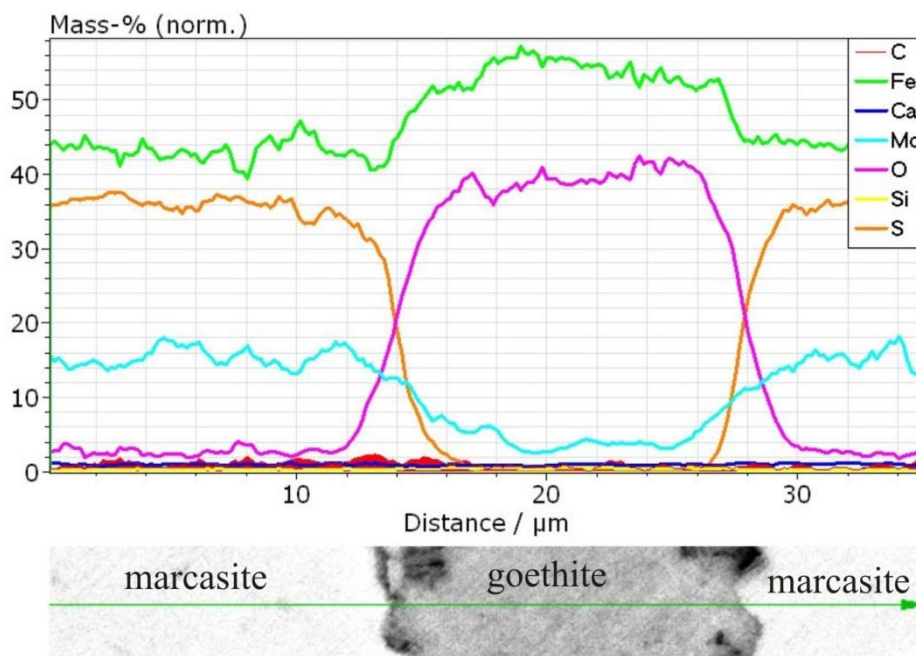 Mass-% (norm.)
C
Fe
Ca
Mo
O
Si
S
50
40
30
20
10
0
10 20 30
Distance / µm
marcasite goethite marcasite